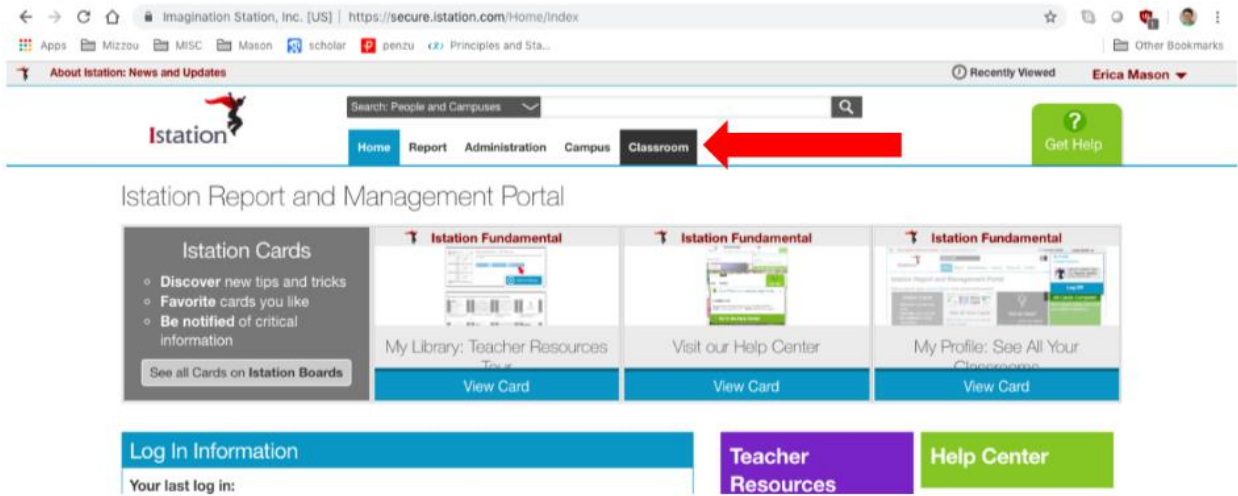 Imagination Station, Inc. [US] | https://secure.istation.com/Home/Index
Apps Mizzou MISC Mason scholar penzu Principles and Sta... Other Bookmarks
About Istation: News and Updates Recently Viewed Erica Mason
Istation
Search: People and Campuses
Home Report Administration Campus Classroom
? Get Help
Istation Report and Management Portal
Istation Cards
Discover new tips and tricks
Favorite cards you like
Be notified of critical
information
See all Cards on Istation Boards
Istation Fundamental
My Library: Teacher Resources
Tour
View Card
Istation Fundamental
Visit our Help Center
View Card
Istation Fundamental
My Profile: See All Your
Classrooms
View Card
Log In Information
Your last log in:
Teacher
Resources
Help Center